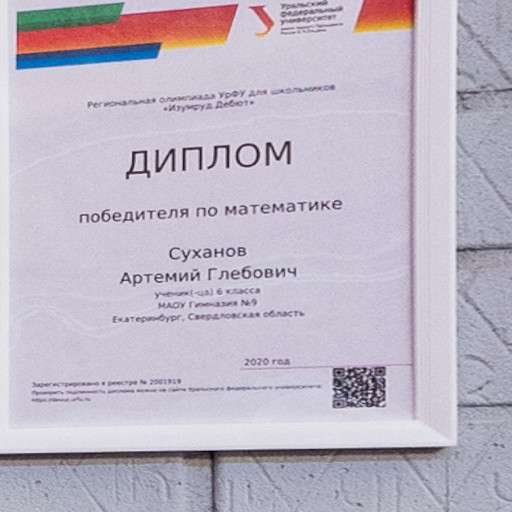 Уральский
федеральный
университет
Региональная олимпиада УрФУ для школьников
«Изумруд.Дебют»
ДИПЛОМ
победителя по математике
Суханов
Артемий Глебович
ученик(-ца) 6 класса
МАОУ Гимназия №9
Екатеринбург, Свердловская область
2020 год
Зарегистрировано в реестре № 2001919
Проверить подлинность диплома можно на сайте Уральского федерального университета: